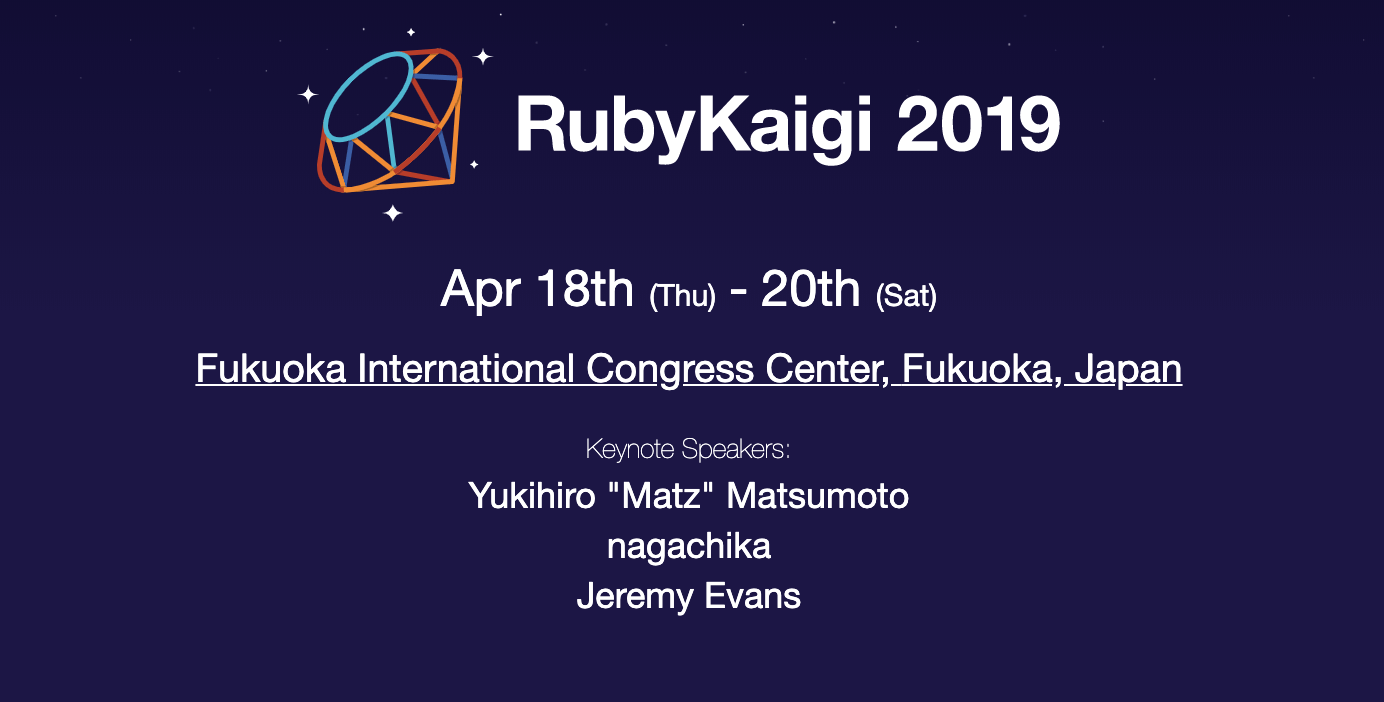 RubyKaigi 2019
Apr 18th (Thu) - 20th (Sat)
Fukuoka International Congress Center, Fukuoka, Japan
Keynote Speakers:
Yukihiro "Matz" Matsumoto
nagachika
Jeremy Evans